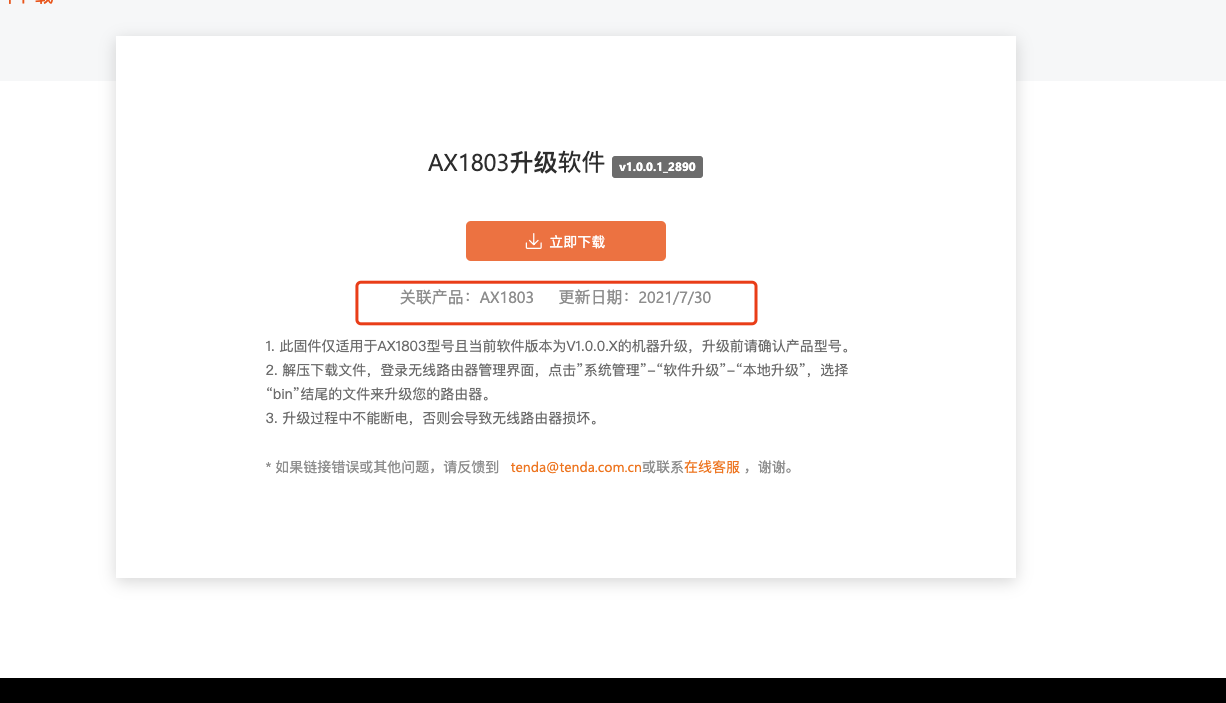 AX1803升级软件 v1.0.0.1_2890
立即下载
关联产品：AX1803 更新日期：2021/7/30
1. 此固件仅适用于AX1803型号且当前软件版本为V1.0.0.X的机器升级，升级前请确认产品型号。
2. 解压下载文件，登录无线路由器管理界面，点击”系统管理”–“软件升级”–“本地升级”，选择
“bin”结尾的文件来升级您的路由器。
3. 升级过程中不能断电，否则会导致无线路由器损坏。
* 如果链接错误或其他问题，请反馈到 tenda@tenda.com.cn或联系在线客服 ，谢谢。